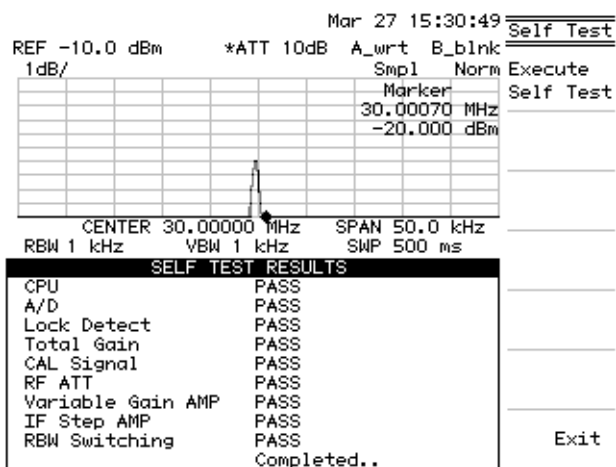 Mar 27 15:30:49
Self Test
REF -10.0 dBm *ATT 10dB A_wrt B_blnk
1dB/ Smpl Norm
Execute
Self Test
Marker
30.00070 MHz
-20.000 dBm
CENTER 30.00000 MHz SPAN 50.0 kHz
RBW 1 kHz VBW 1 kHz SWP 500 ms
SELF TEST RESULTS
CPU PASS
A/D PASS
Lock Detect PASS
Total Gain PASS
CAL Signal PASS
RF ATT PASS
Variable Gain AMP PASS
IF Step AMP PASS
RBW Switching PASS
Completed..
Exit